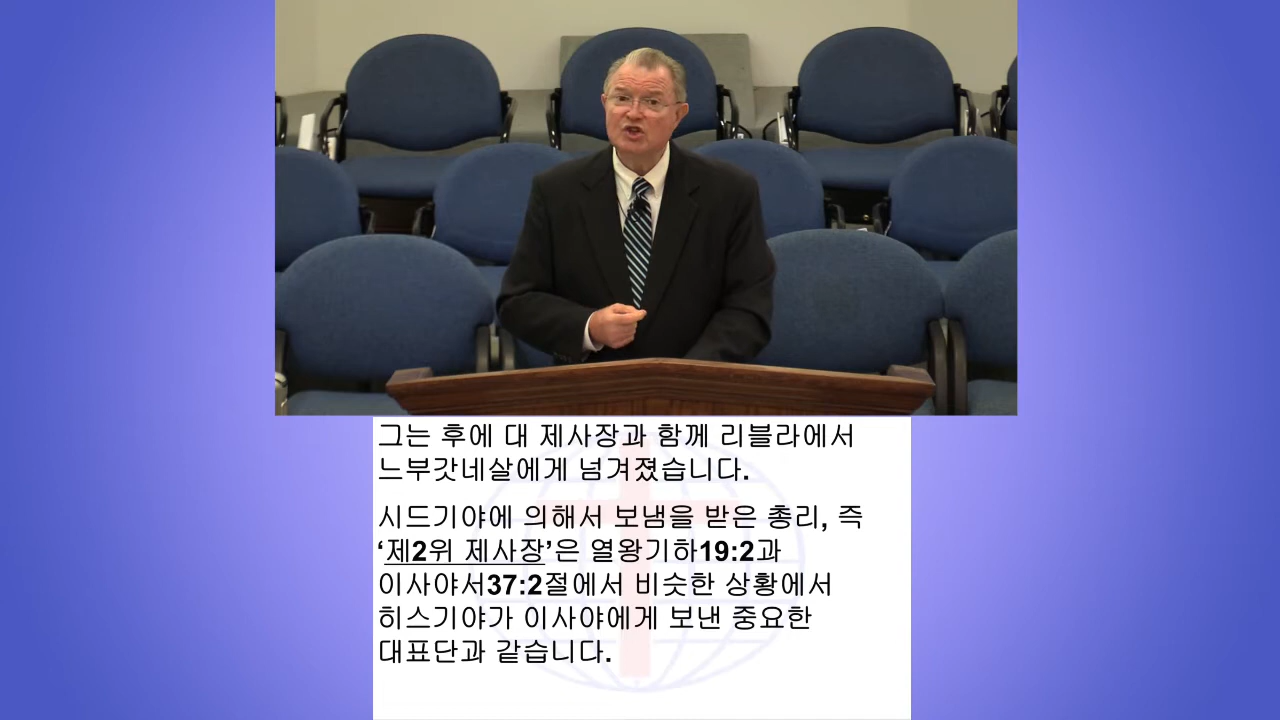 그는 후에 대 제사장과 함께 리블라에서
느부갓네살에게 넘겨졌습니다.
시드기야에 의해서 보냄을 받은 총리, 즉
‘제2위 제사장’은 열왕기하19:2과
이사야서37:2절에서 비슷한 상황에서
히스기야가 이사야에게 보낸 중요한
대표단과 같습니다.